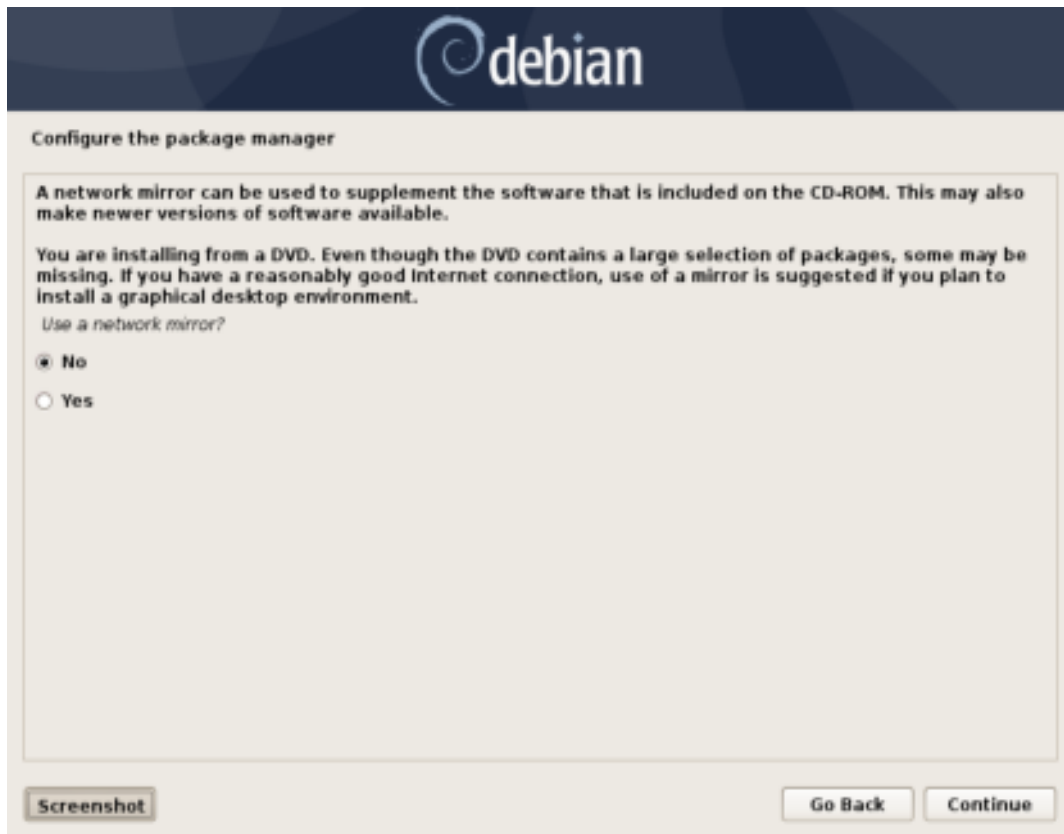 debian
Configure the package manager
A network mirror can be used to supplement the software that is included on the CD-ROM. This may also
make newer versions of software available.
You are installing from a DVD. Even though the DVD contains a large selection of packages, some may be
missing. If you have a reasonably good Internet connection, use of a mirror is suggested if you plan to
install a graphical desktop environment.
Use a network mirror?
No
Yes
Screenshot
Go Back
Continue